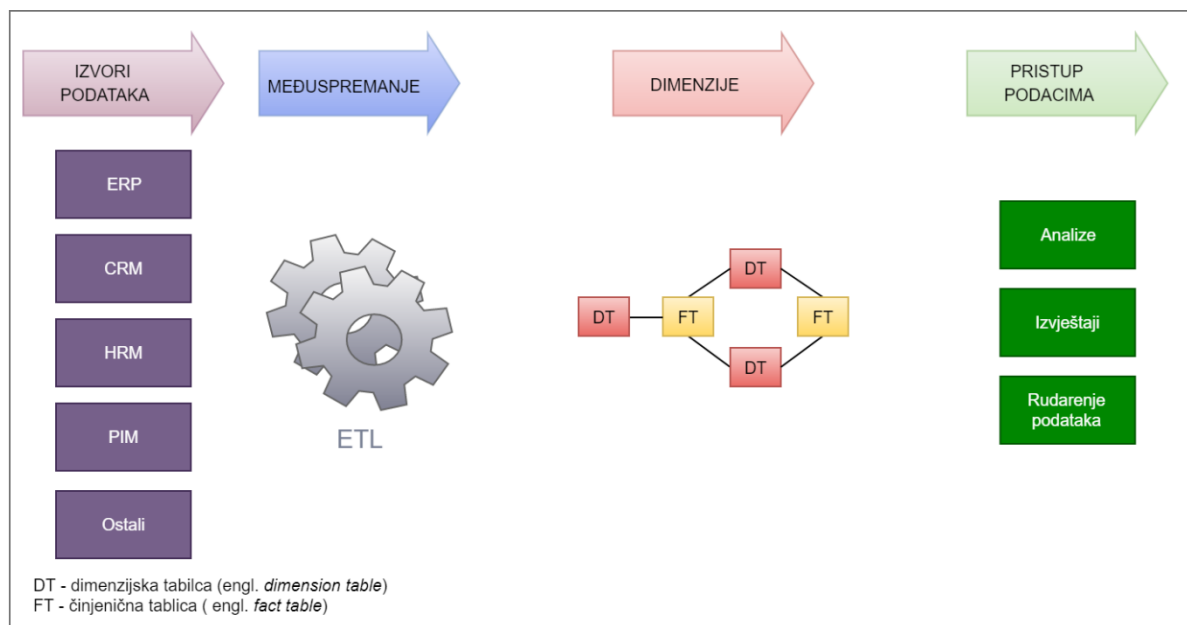 IZVORI
PODATAKA
MEĐUSPREMANJE
DIMENZIJE
PRISTUP
PODACIMA
ERP
CRM
HRM
PIM
Ostali
ETL
DT
FT
DT
DT
FT
Analize
Izvještaji
Rudarenje
podataka
DT - dimenzijska tabilca (engl. dimension table)
FT - činjenična tablica ( engl. fact table)